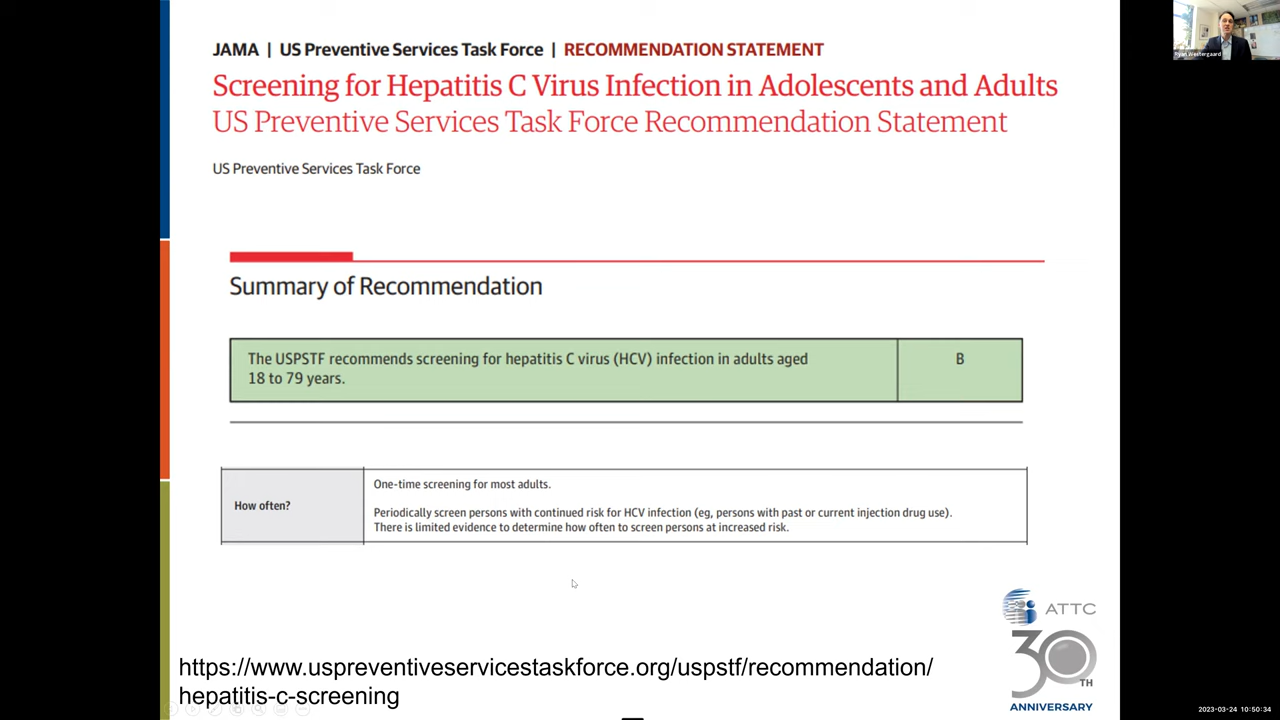 JAMA | US Preventive Services Task Force | RECOMMENDATION STATEMENT
Screening for Hepatitis C Virus Infection in Adolescents and Adults
US Preventive Services Task Force Recommendation Statement
US Preventive Services Task Force
Ryan Westergaard
Summary of Recommendation
The USPSTF recommends screening for hepatitis C virus (HCV) infection in adults aged
18 to 79 years.
B
How often?
One-time screening for most adults.
Periodically screen persons with continued risk for HCV infection (eg, persons with past or current injection drug use).
There is limited evidence to determine how often to screen persons at increased risk.
ATTC
30
TH
ANNIVERSARY
https://www.uspreventiveservicestaskforce.org/uspstf/recommendation/
hepatitis-c-screening
2023-03-24 10:50:34